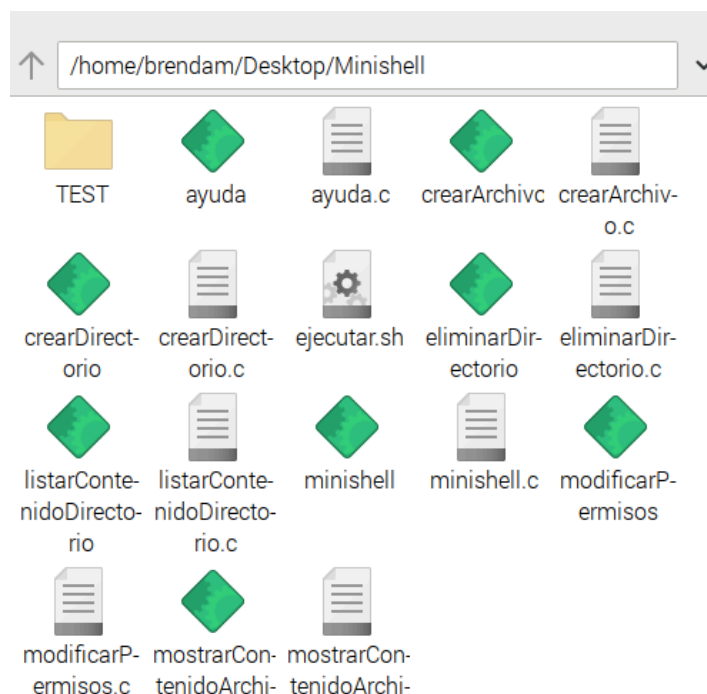 /home/brendam/Desktop/Minishell
TEST
ayuda
ayuda.c
crearArchivo
crearArchiv-
o.c
crearDirect-
orio
crearDirect-
orio.c
ejecutar.sh
eliminarDir-
ectorio
eliminarDir-
ectorio.c
listarConte-
nidoDirecto-
rio
listarConte-
nidoDirecto-
rio.c
minishell
minishell.c
modificarP-
ermisos
modificarP-
ermisos.c
mostrarCon-
tenidoArchi-
mostrarCon-
tenidoArchi-